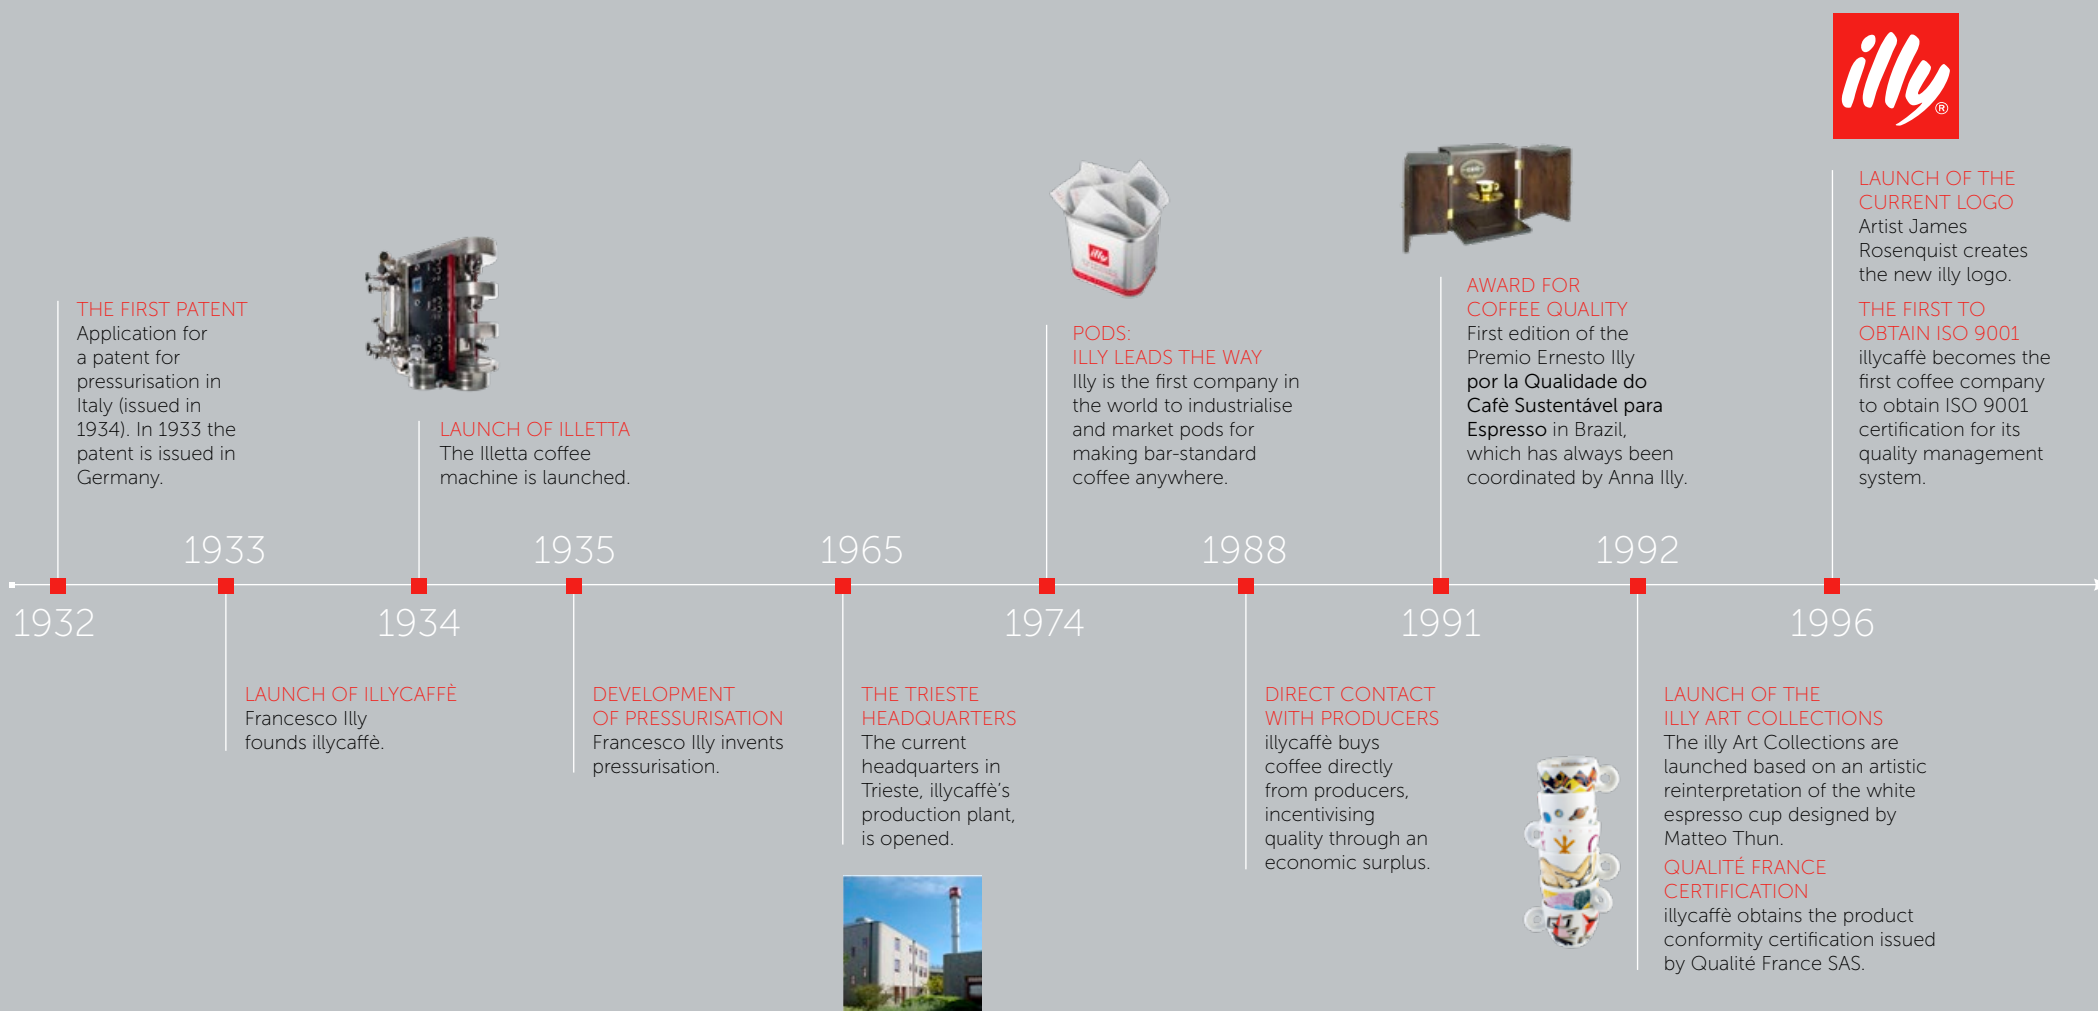 illy®
THE FIRST PATENT
Application for
a patent for
pressurisation in
Italy (issued in
1934). In 1933 the
patent is issued in
Germany.
1932
1933
LAUNCH OF ILLYCAFFÈ
Francesco Illy
founds illycaffè.
LAUNCH OF ILLETTA
The Illetta coffee
machine is launched.
1934
1935
DEVELOPMENT
OF PRESSURISATION
Francesco Illy invents
pressurisation.
1965
THE TRIESTE
HEADQUARTERS
The current
headquarters in
Trieste, illycaffè’s
production plant,
is opened.
illy
PODS:
ILLY LEADS THE WAY
Illy is the first company in
the world to industrialise
and market pods for
making bar-standard
coffee anywhere.
1974
1988
DIRECT CONTACT
WITH PRODUCERS
illycaffè buys
coffee directly
from producers,
incentivising
quality through an
economic surplus.
AWARD FOR
COFFEE QUALITY
First edition of the
Premio Ernesto Illy
por la Qualidade do
Cafè Sustentável para
Espresso in Brazil,
which has always been
coordinated by Anna Illy.
1991
1992
LAUNCH OF THE
ILLY ART COLLECTIONS
The illy Art Collections are
launched based on an artistic
reinterpretation of the white
espresso cup designed by
Matteo Thun.
QUALITÉ FRANCE
CERTIFICATION
illycaffè obtains the product
conformity certification issued
by Qualité France SAS.
LAUNCH OF THE
CURRENT LOGO
Artist James
Rosenquist creates
the new illy logo.
THE FIRST TO
OBTAIN ISO 9001
illycaffè becomes the
first coffee company
to obtain ISO 9001
certification for its
quality management
system.
1996